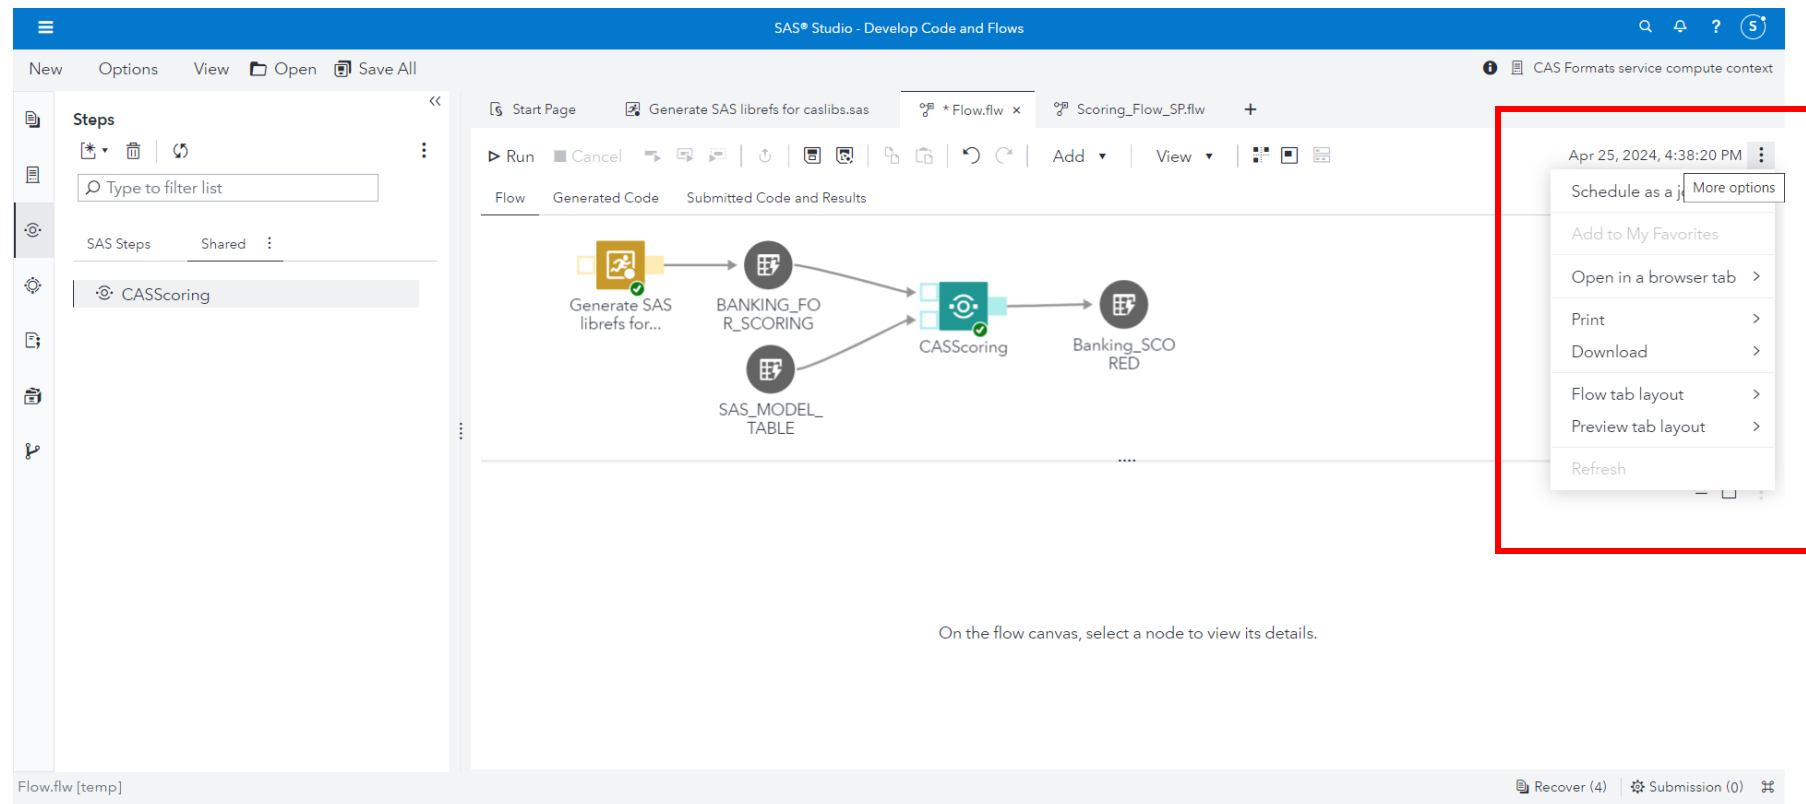 SAS® Studio - Develop Code and Flows
?
S
New Options View Open Save All
CAS Formats service compute context
Steps
Type to filter list
SAS Steps Shared
CASScoring
Start Page Generate SAS librefs for caslibs.sas * Flow.flw × Scoring_Flow_SP.flw +
Run Cancel Add View
Apr 25, 2024, 4:38:20 PM
Flow Generated Code Submitted Code and Results
Generate SAS
librefs for...
BANKING_FO
R_SCORING
SAS_MODEL_
TABLE
CASScoring
Banking_SCO
RED
Schedule as a
More options
Add to My Favorites
Open in a browser tab
Print
Download
Flow tab layout
Preview tab layout
Refresh
On the flow canvas, select a node to view its details.
Flow.flw [temp]
Recover (4) Submission (0)